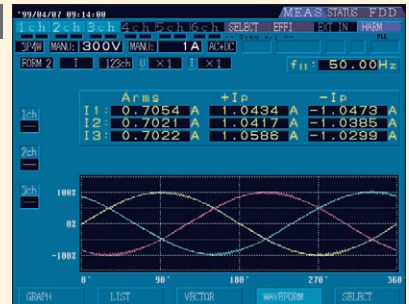 '99/04/07 09:14:00 MEAS STATUS FDD
1ch 2ch 3ch 4ch 5ch 6ch SELECT EFFI EXT IN HARM
PLL
3P4W MANU: 300V MANU: 1A AC+DC
FORM 2 I 123ch U ×1 I ×1 f11: 50.00Hz
Arms +Ip -Ip
I1: 0.7054 A 1.0434 A -1.0473 A
I2: 0.7021 A 1.0417 A -1.0385 A
I3: 0.7022 A 1.0586 A -1.0299 A
1ch
2ch
3ch
100%
0%
-100%
0° 90° 180° 270° 360
GRAPH LIST VECTOR WAVEFORM SELECT